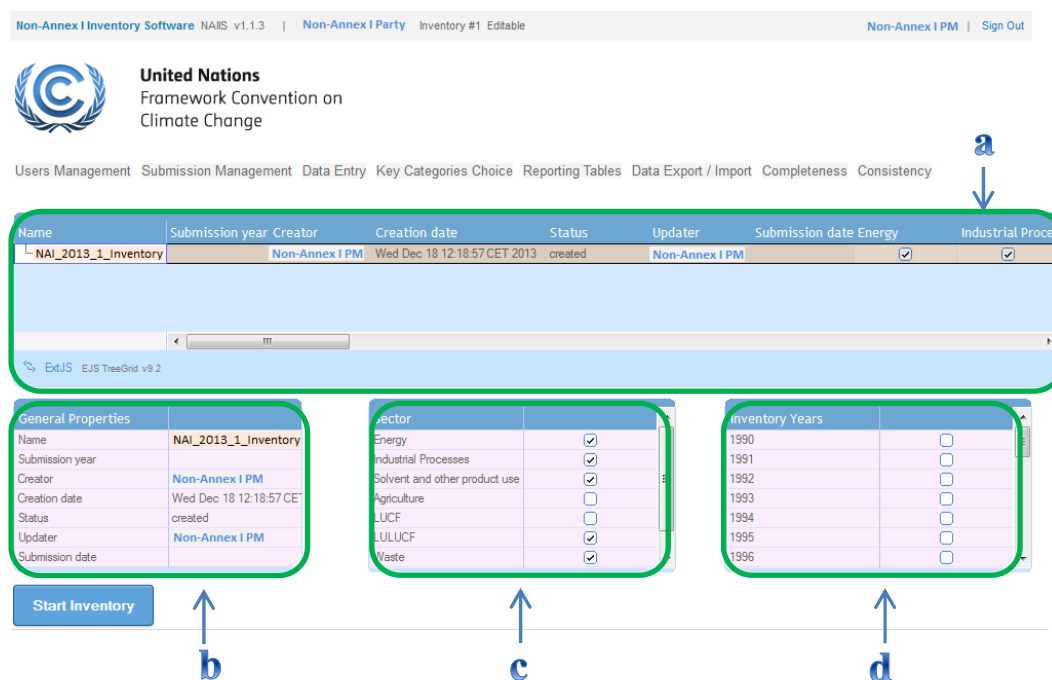 Non-Annex I Inventory Software NAIIS v1.1.3 | Non-Annex I Party Inventory #1 Editable Non-Annex I PM | Sign Out
United Nations
Framework Convention on
Climate Change
a
Users Management Submission Management Data Entry Key Categories Choice Reporting Tables Data Export / Import Completeness Consistency
Name Submission year Creator Creation date Status Updater Submission date Energy Industrial Proce
NAI_2013_1_Inventory Non-Annex I PM Wed Dec 18 12:18:57 CET 2013 created Non-Annex I PM
ExtJS EJS TreeGrid v9.2
General Properties
Name NAI_2013_1_Inventory
Submission year
Creator Non-Annex I PM
Creation date Wed Dec 18 12:18:57 CET
Status created
Updater Non-Annex I PM
Submission date
Sector
Energy
Industrial Processes
Solvent and other product use
Agriculture
LUCF
LULUCF
Waste
Inventory Years
1990
1991
1992
1993
1994
1995
1996
Start Inventory
b c d